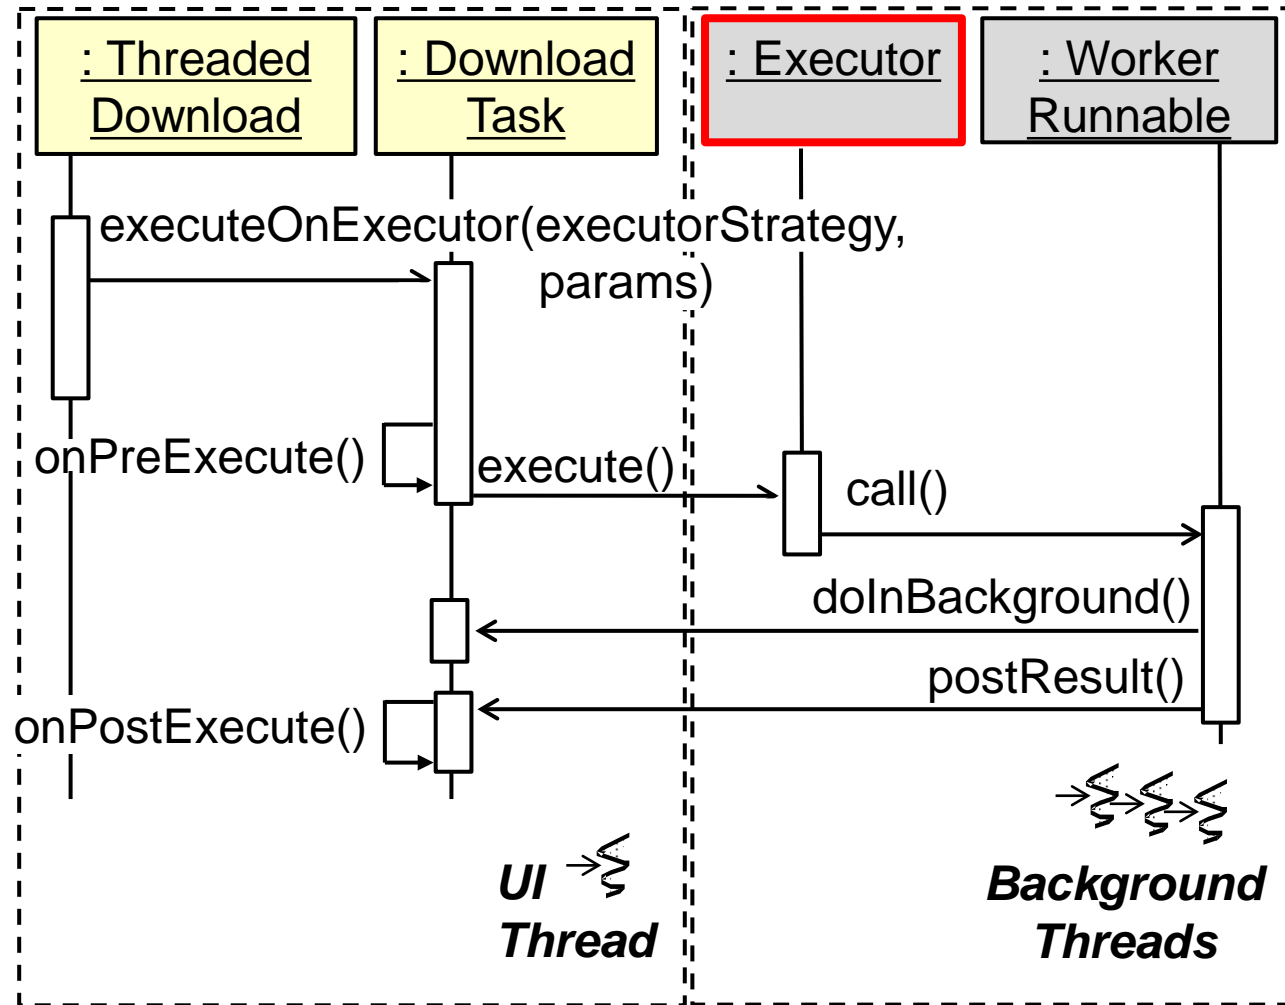 : Threaded
Download
: Download
Task
: Executor
: Worker
Runnable
executeOnExecutor(executorStrategy,
params)
onPreExecute()
execute()
call()
doInBackground()
postResult()
onPostExecute()
UI
Thread
Background
Threads